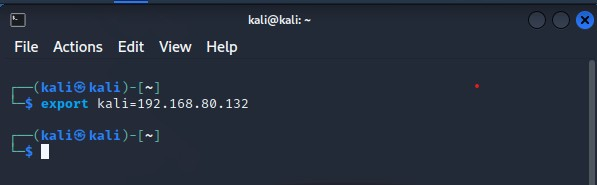 kali@kali: ~
File Actions Edit View Help
┌──(kali㉿kali)-[~]
└─$ export kali=192.168.80.132
┌──(kali㉿kali)-[~]
└─$